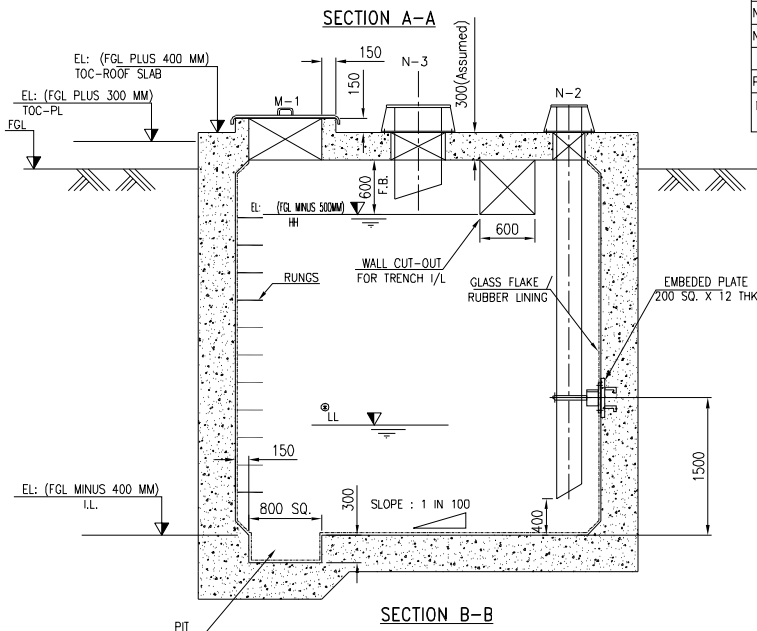 SECTION A-A
EL: (FGL PLUS 400 MM)
TOC-ROOF SLAB
150
N-3
M-1
150
300(Assumed)
N-2
EL: (FGL PLUS 300 MM)
TOC-PL
FGL
600
F.B.
EL: (FGL MINUS 500MM)
HH
600
WALL CUT-OUT
FOR TRENCH I/L
RUNGS
GLASS FLAKE /
RUBBER LINING
EMBEDED PLATE
200 SQ. X 12 THK
LL
150
1500
EL: (FGL MINUS 400 MM)
I.L.
800 SQ.
300
SLOPE : 1 IN 100
400
PIT
SECTION B-B